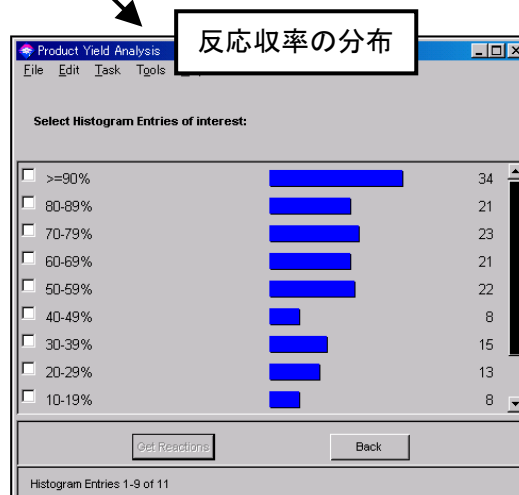 反応収率の分布
Product Yield Analysis
File Edit Task Tools
Select Histogram Entries of interest:
>=90% 34
80-89% 21
70-79% 23
60-69% 21
50-59% 22
40-49% 8
30-39% 15
20-29% 13
10-19% 8
Get Reactions Back
Histogram Entries 1-9 of 11